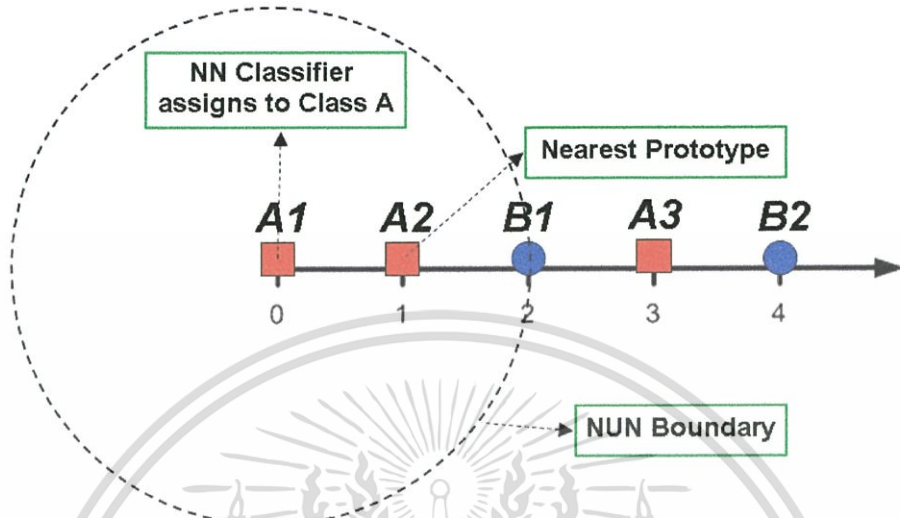 NN Classifier
assigns to Class A
Nearest Prototype
A1 A2 B1 A3 B2
0 1 2 3 4
NUN Boundary